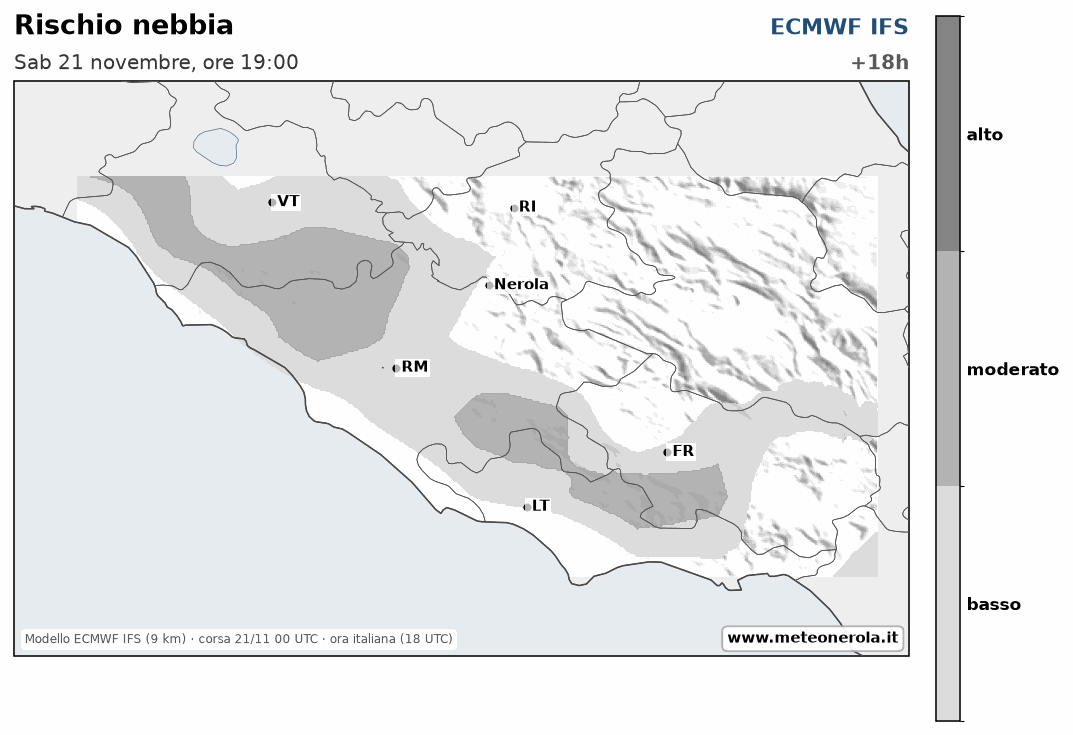 Rischio nebbia
ECMWF IFS
Sab 21 novembre, ore 19:00
+18h
alto
VT
RI
Nerola
RM
moderato
FR
LT
basso
Modello ECMWF IFS (9 km) · corsa 21/11 00 UTC · ora italiana (18 UTC)
www.meteonerola.it